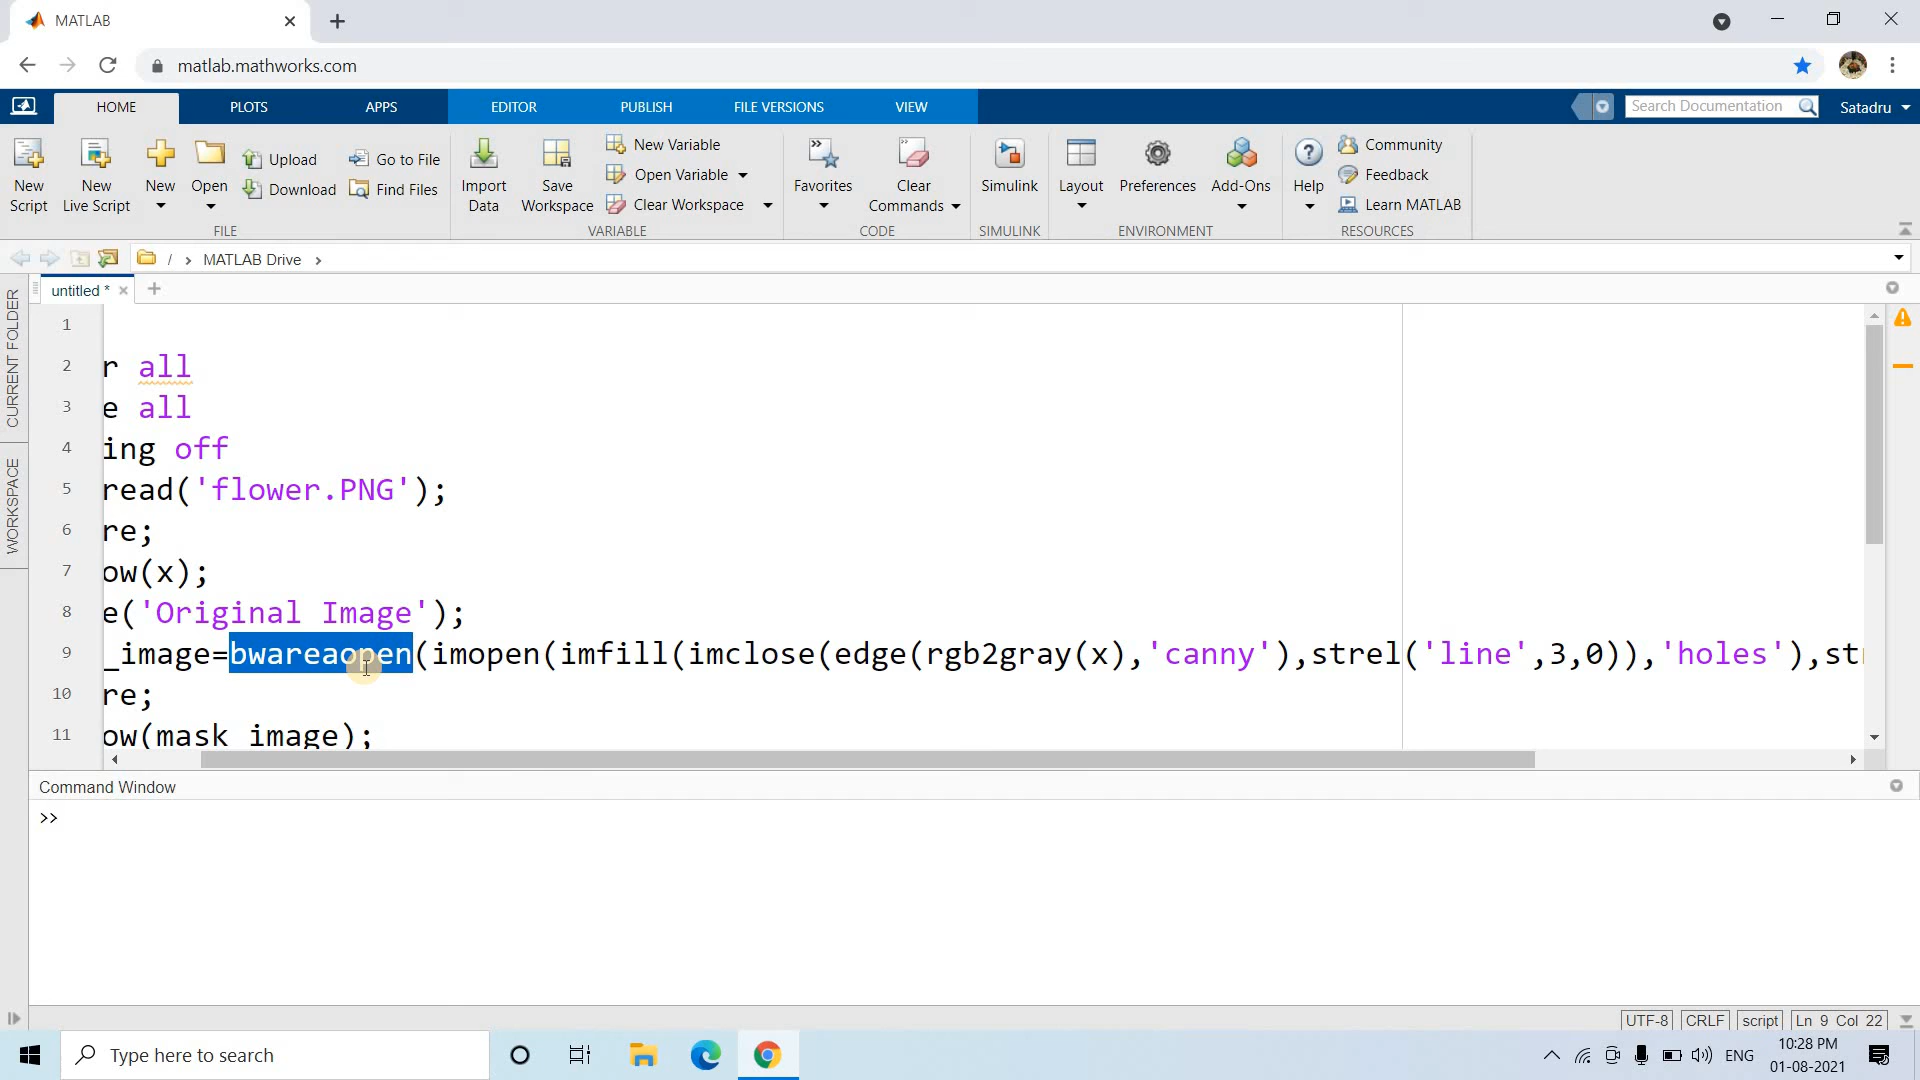 MATLAB
matlab.mathworks.com
HOME PLOTS APPS EDITOR PUBLISH FILE VERSIONS VIEW
Search Documentation
Satadru
New Script
New Live Script
New
Open
Upload
Download
Go to File
Find Files
FILE
Import Data
Save Workspace
New Variable
Open Variable
Clear Workspace
VARIABLE
Favorites
Clear Commands
CODE
Simulink
SIMULINK
Layout
Preferences
Add-Ons
ENVIRONMENT
Help
Community
Feedback
Learn MATLAB
RESOURCES
/ › MATLAB Drive ›
CURRENT FOLDER
WORKSPACE
untitled *
1
2 r all
3 e all
4 ing off
5 read('flower.PNG');
6 re;
7 ow(x);
8 e('Original Image');
9 _image=bwareaopen(imopen(imfill(imclose(edge(rgb2gray(x),'canny'),strel('line',3,0)),'holes'),st
10 re;
11 ow(mask_image);
Command Window
>>
UTF-8 CRLF script Ln 9 Col 22
Type here to search
ENG
10:28 PM
01-08-2021